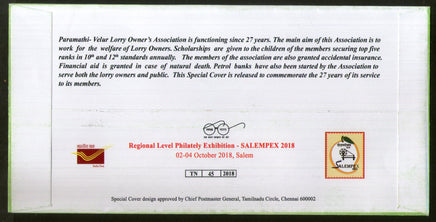 Paramathi- Velur Lorry Owner's Association is functioning since 27 years. The main aim of this Association is to
work for the welfare of Lorry Owners. Scholarships are given to the children of the members securing top five
ranks in 10th and 12th standards annually. The members of the association are also granted accidental insurance.
Financial aid is granted in case of natural death. Petrol banks have also been started by the Association to
serve both the lorry owners and public. This Special Cover is released to commemorate the 27 years of its service
to its members.
Regional Level Philately Exhibition - SALEMPEX 2018
02-04 October 2018, Salem
TN 45 2018
SALEMPEX
Special Cover design approved by Chief Postmaster General, Tamilnadu Circle, Chennai 600002